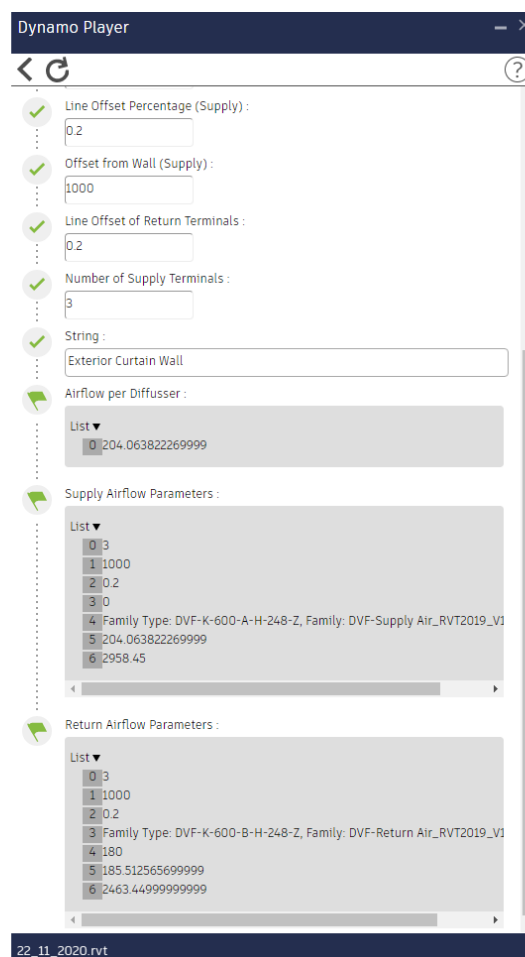 Dynamo Player
Line Offset Percentage (Supply) :
0.2
Offset from Wall (Supply) :
1000
Line Offset of Return Terminals :
0.2
Number of Supply Terminals :
3
String :
Exterior Curtain Wall
Airflow per Diffusser :
List ▼
0 204.063822269999
Supply Airflow Parameters :
List ▼
0 3
1 1000
2 0.2
3 0
4 Family Type: DVF-K-600-A-H-248-Z, Family: DVF-Supply Air_RVT2019_V1
5 204.063822269999
6 2958.45
Return Airflow Parameters :
List ▼
0 3
1 1000
2 0.2
3 Family Type: DVF-K-600-B-H-248-Z, Family: DVF-Return Air_RVT2019_V1
4 180
5 185.512565699999
6 2463.44999999999
22_11_2020.rvt